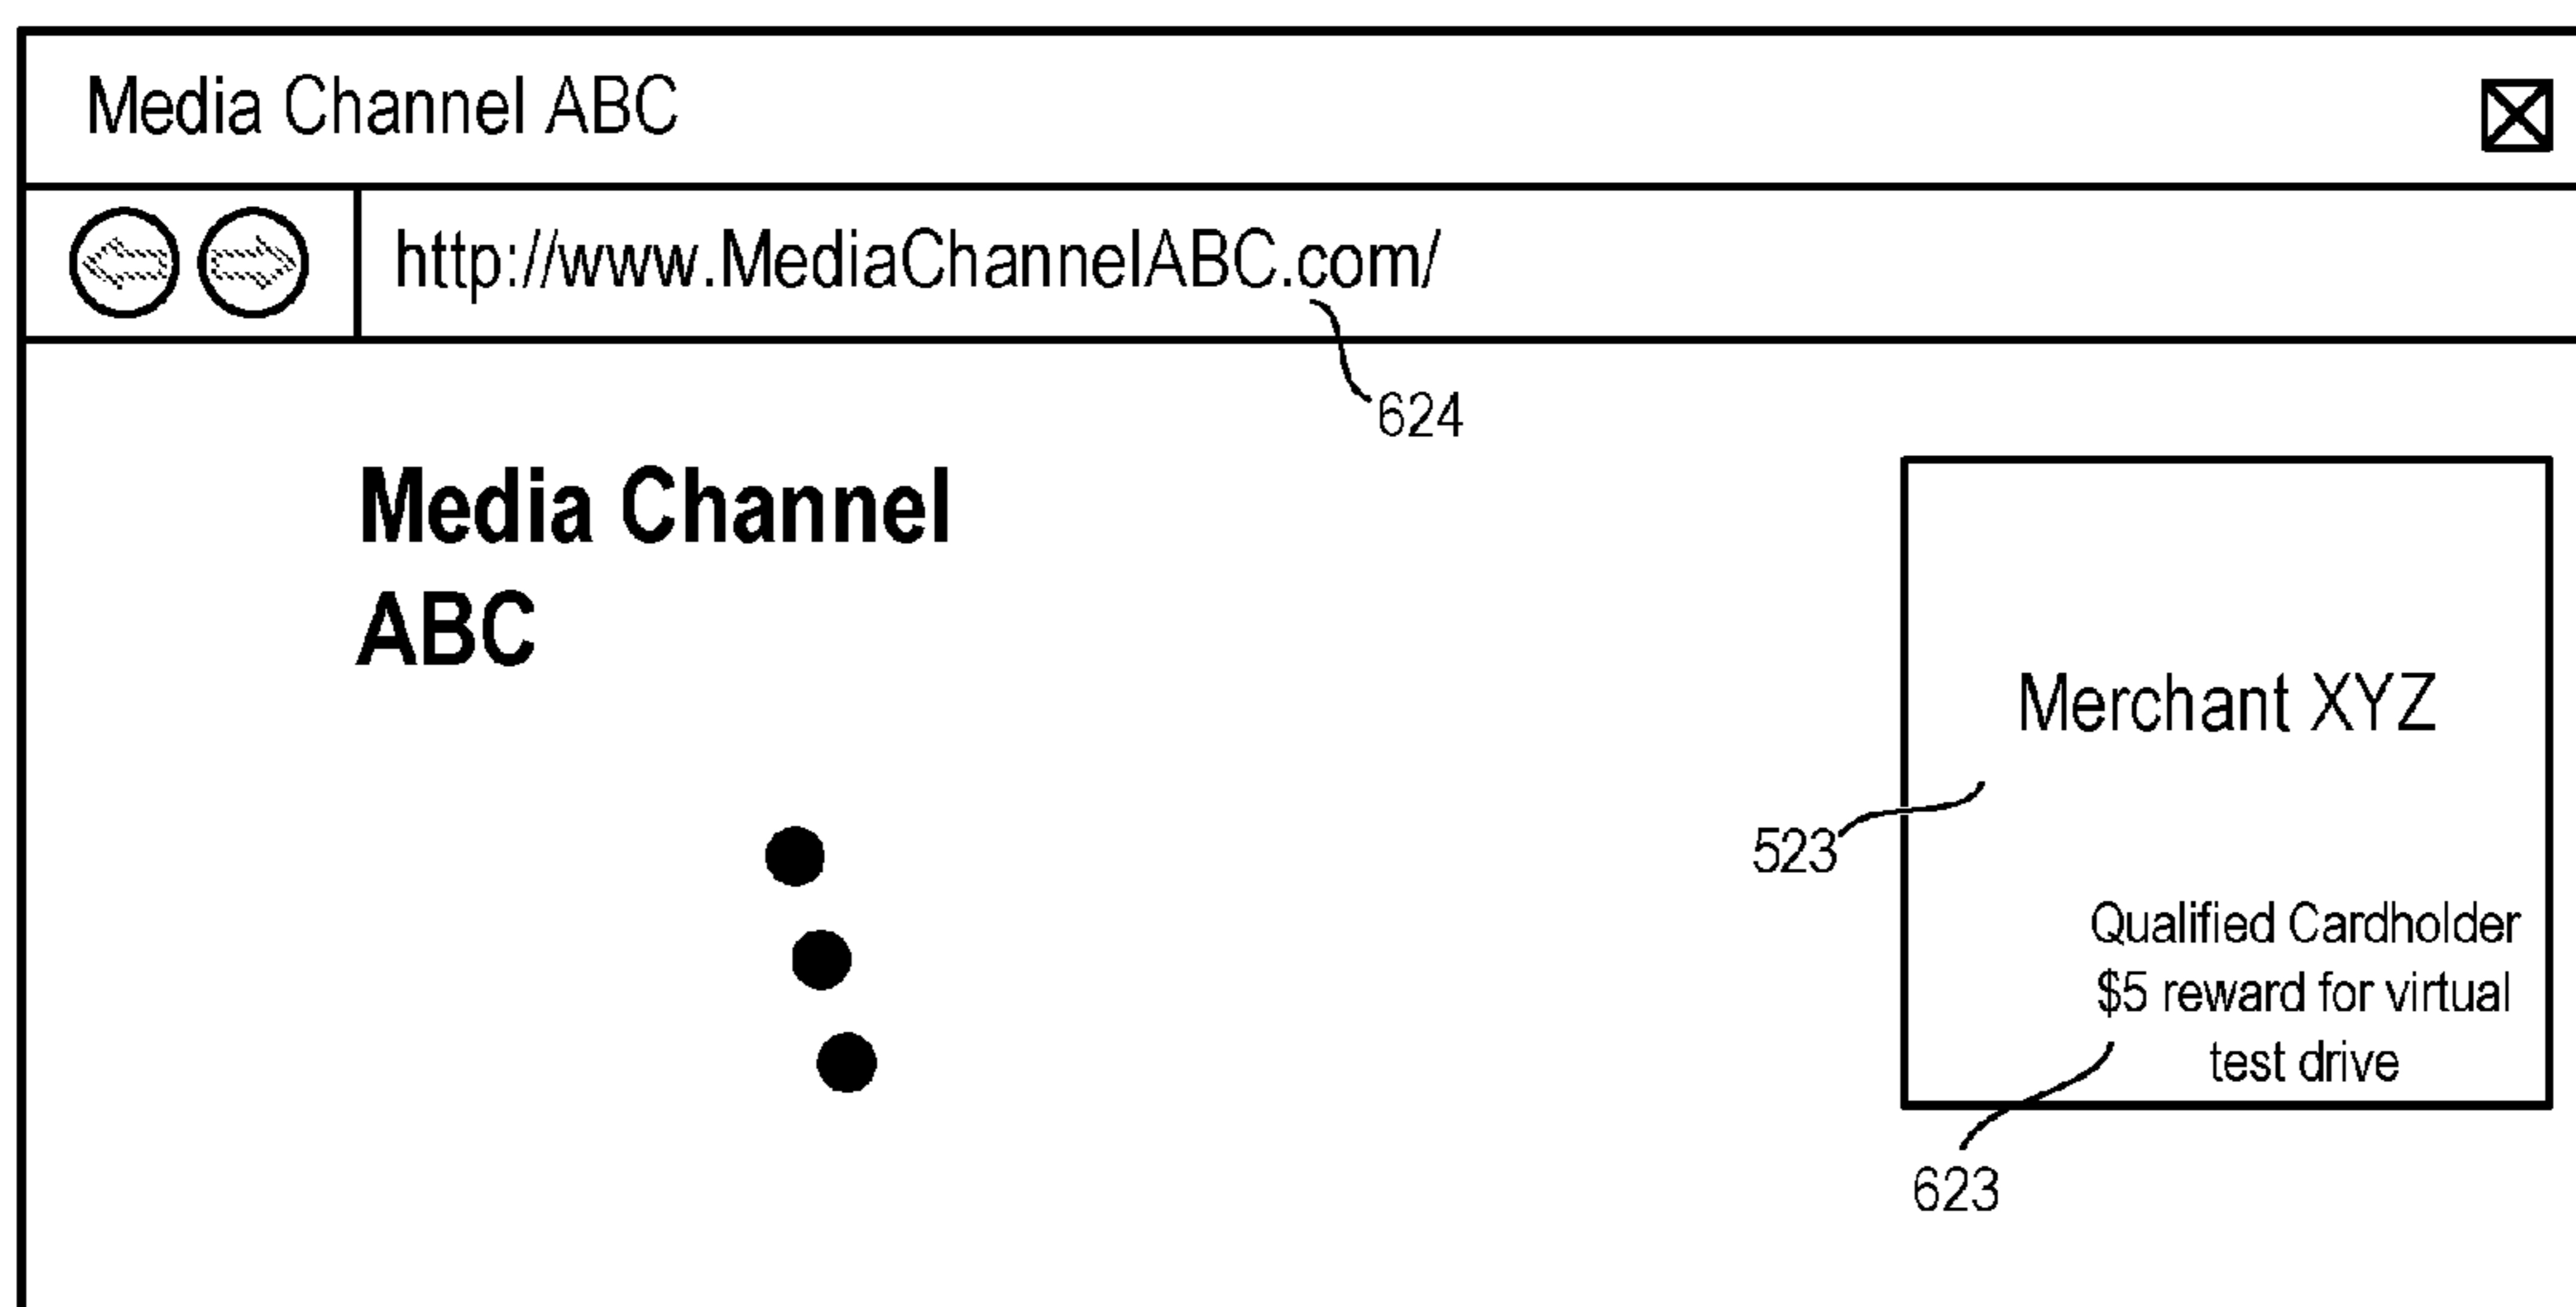 Media Channel ABC
http://www.MediaChannelABC.com/
624
Media Channel
ABC
Merchant XYZ
523
Qualified Cardholder
$5 reward for virtual
test drive
623